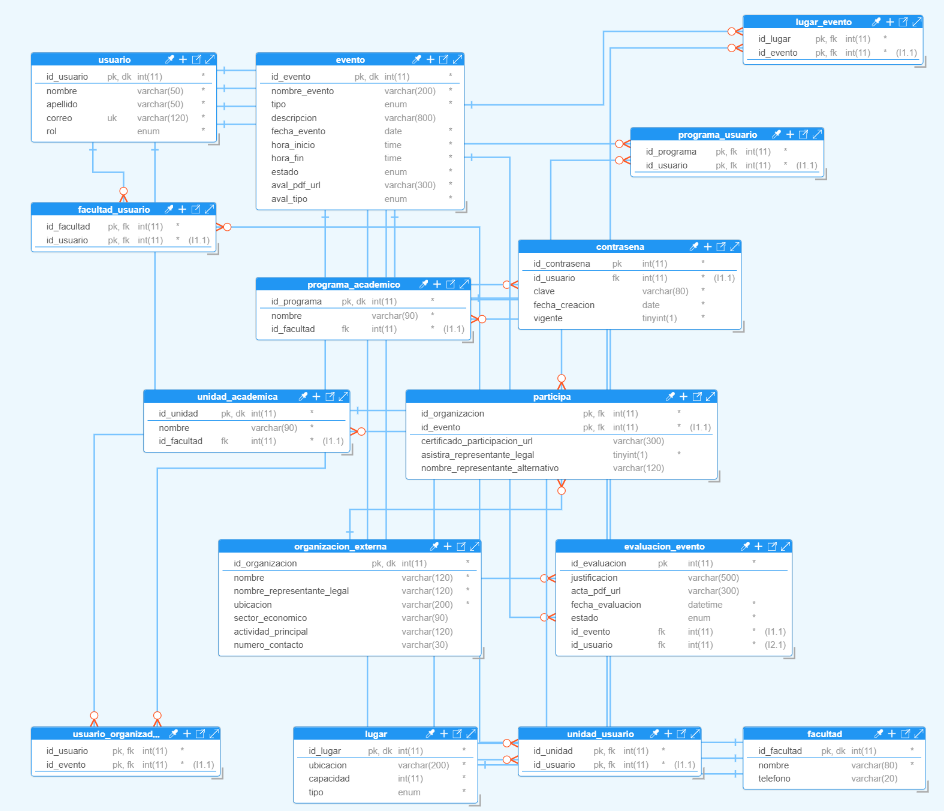 lugar_evento
id_lugar pk, fk int(11) *
id_evento pk, fk int(11) * (I1.1)
usuario
id_usuario pk, dk int(11) *
nombre varchar(50) *
apellido varchar(50) *
correo uk varchar(120) *
rol enum *
evento
id_evento pk, dk int(11) *
nombre_evento varchar(200) *
tipo enum *
descripcion varchar(800) *
fecha_evento date *
hora_inicio time *
hora_fin time *
estado enum *
aval_pdf_url varchar(300) *
aval_tipo enum *
programa_usuario
id_programa pk, fk int(11) *
id_usuario pk, fk int(11) * (I1.1)
facultad_usuario
id_facultad pk, fk int(11) *
id_usuario pk, fk int(11) * (I1.1)
contrasena
id_contrasena pk int(11) *
id_usuario fk int(11) * (I1.1)
clave varchar(80) *
fecha_creacion date *
vigente tinyint(1) *
programa_academico
id_programa pk, dk int(11) *
nombre varchar(90) *
id_facultad fk int(11) * (I1.1)
unidad_academica
id_unidad pk, dk int(11) *
nombre varchar(90) *
id_facultad fk int(11) * (I1.1)
participa
id_organizacion pk, fk int(11) *
id_evento pk, fk int(11) * (I1.1)
certificado_participacion_url varchar(300)
asistira_representante_legal tinyint(1) *
nombre_representante_alternativo varchar(120)
organizacion_externa
id_organizacion pk, dk int(11) *
nombre varchar(120) *
nombre_representante_legal varchar(120) *
ubicacion varchar(200) *
sector_economico varchar(90)
actividad_principal varchar(120)
numero_contacto varchar(30)
evaluacion_evento
id_evaluacion pk int(11) *
justificacion varchar(500)
acta_pdf_url varchar(300)
fecha_evaluacion datetime *
estado enum *
id_evento fk int(11) * (I1.1)
id_usuario fk int(11) * (I2.1)
usuario_organizad...
id_usuario pk, fk int(11) *
id_evento pk, fk int(11) * (I1.1)
lugar
id_lugar pk, dk int(11) *
ubicacion varchar(200) *
capacidad int(11) *
tipo enum *
unidad_usuario
id_unidad pk, fk int(11) *
id_usuario pk, fk int(11) * (I1.1)
facultad
id_facultad pk, dk int(11) *
nombre varchar(80) *
telefono varchar(20)